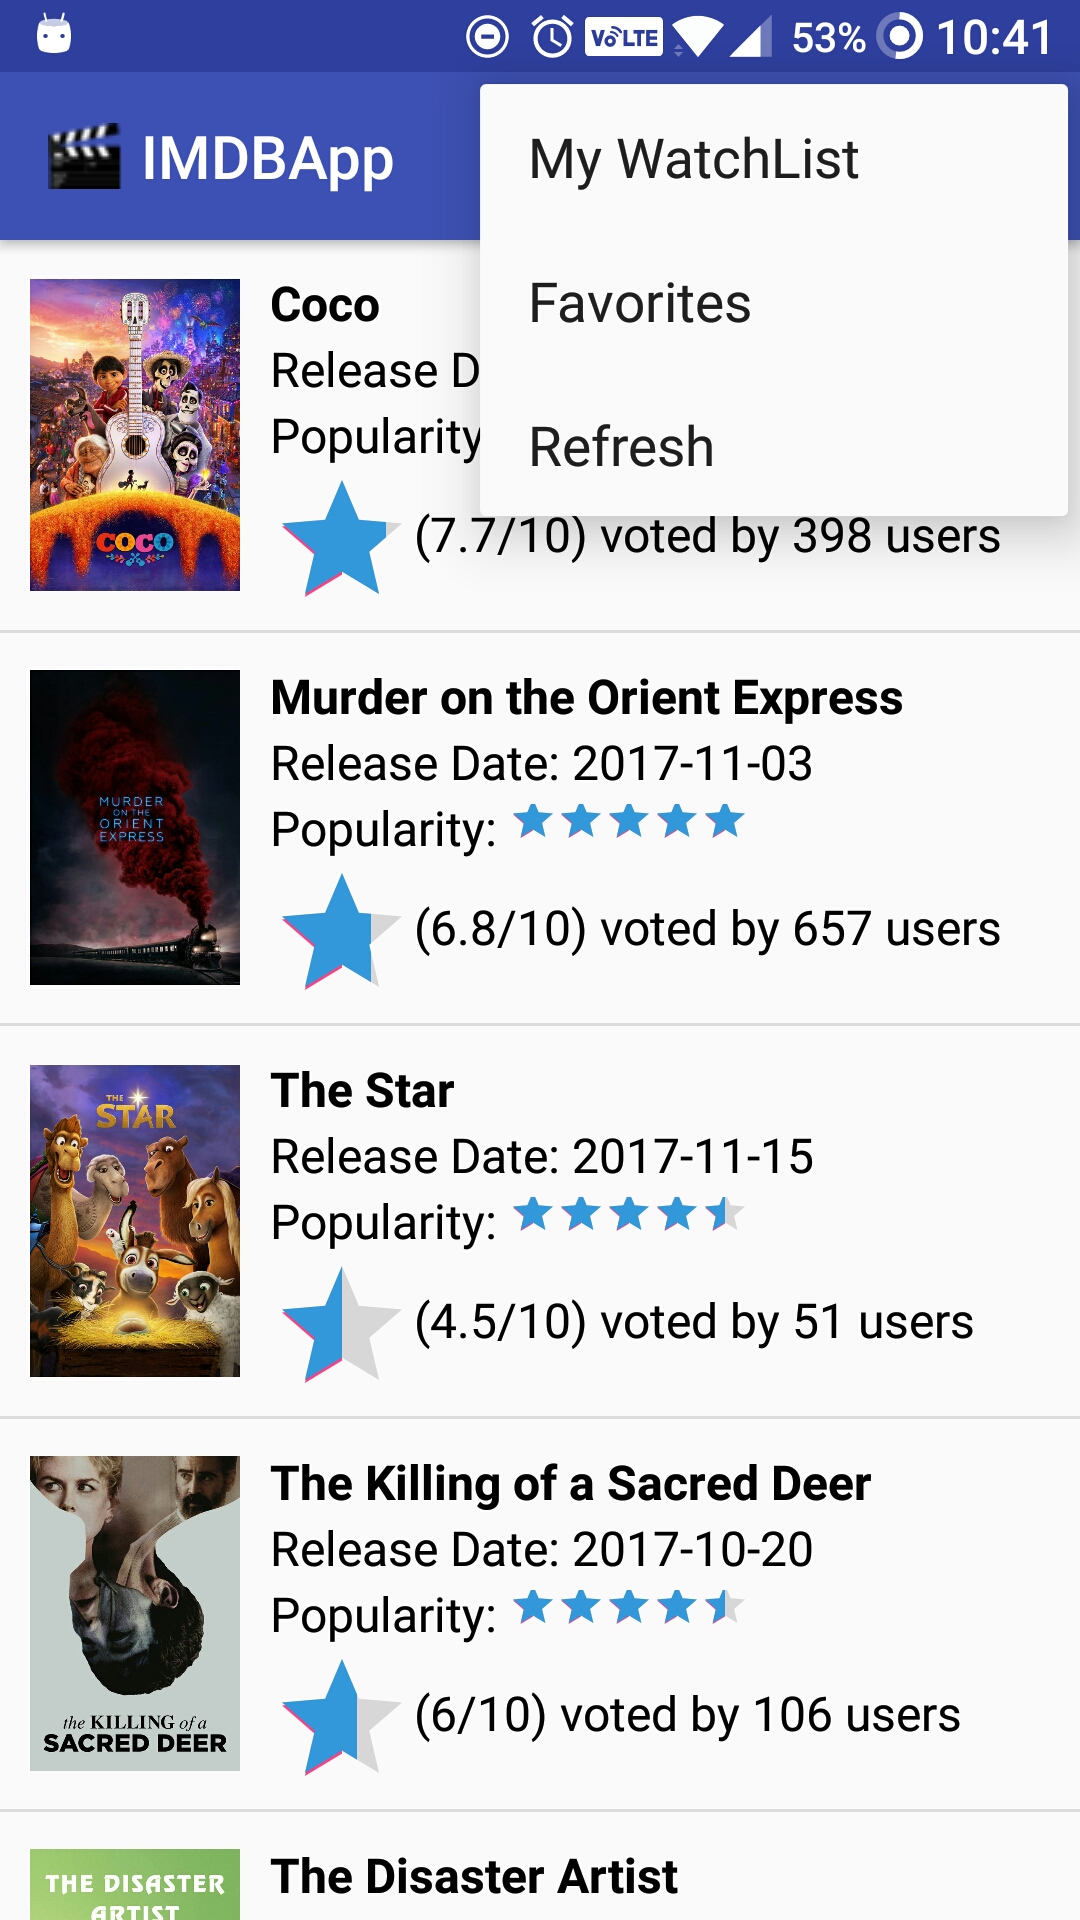 VoLTE 53% 10:41
IMDBApp
My WatchList
Favorites
Refresh
Coco
Release D
Popularity
(7.7/10) voted by 398 users
COCO
Murder on the Orient Express
Release Date: 2017-11-03
Popularity:
(6.8/10) voted by 657 users
MURDER
ON THE
ORIENT
EXPRESS
The Star
Release Date: 2017-11-15
Popularity:
(4.5/10) voted by 51 users
THE
STAR
The Killing of a Sacred Deer
Release Date: 2017-10-20
Popularity:
(6/10) voted by 106 users
the KILLING of a
SACRED DEER
The Disaster Artist
THE DISASTER
ARTIST